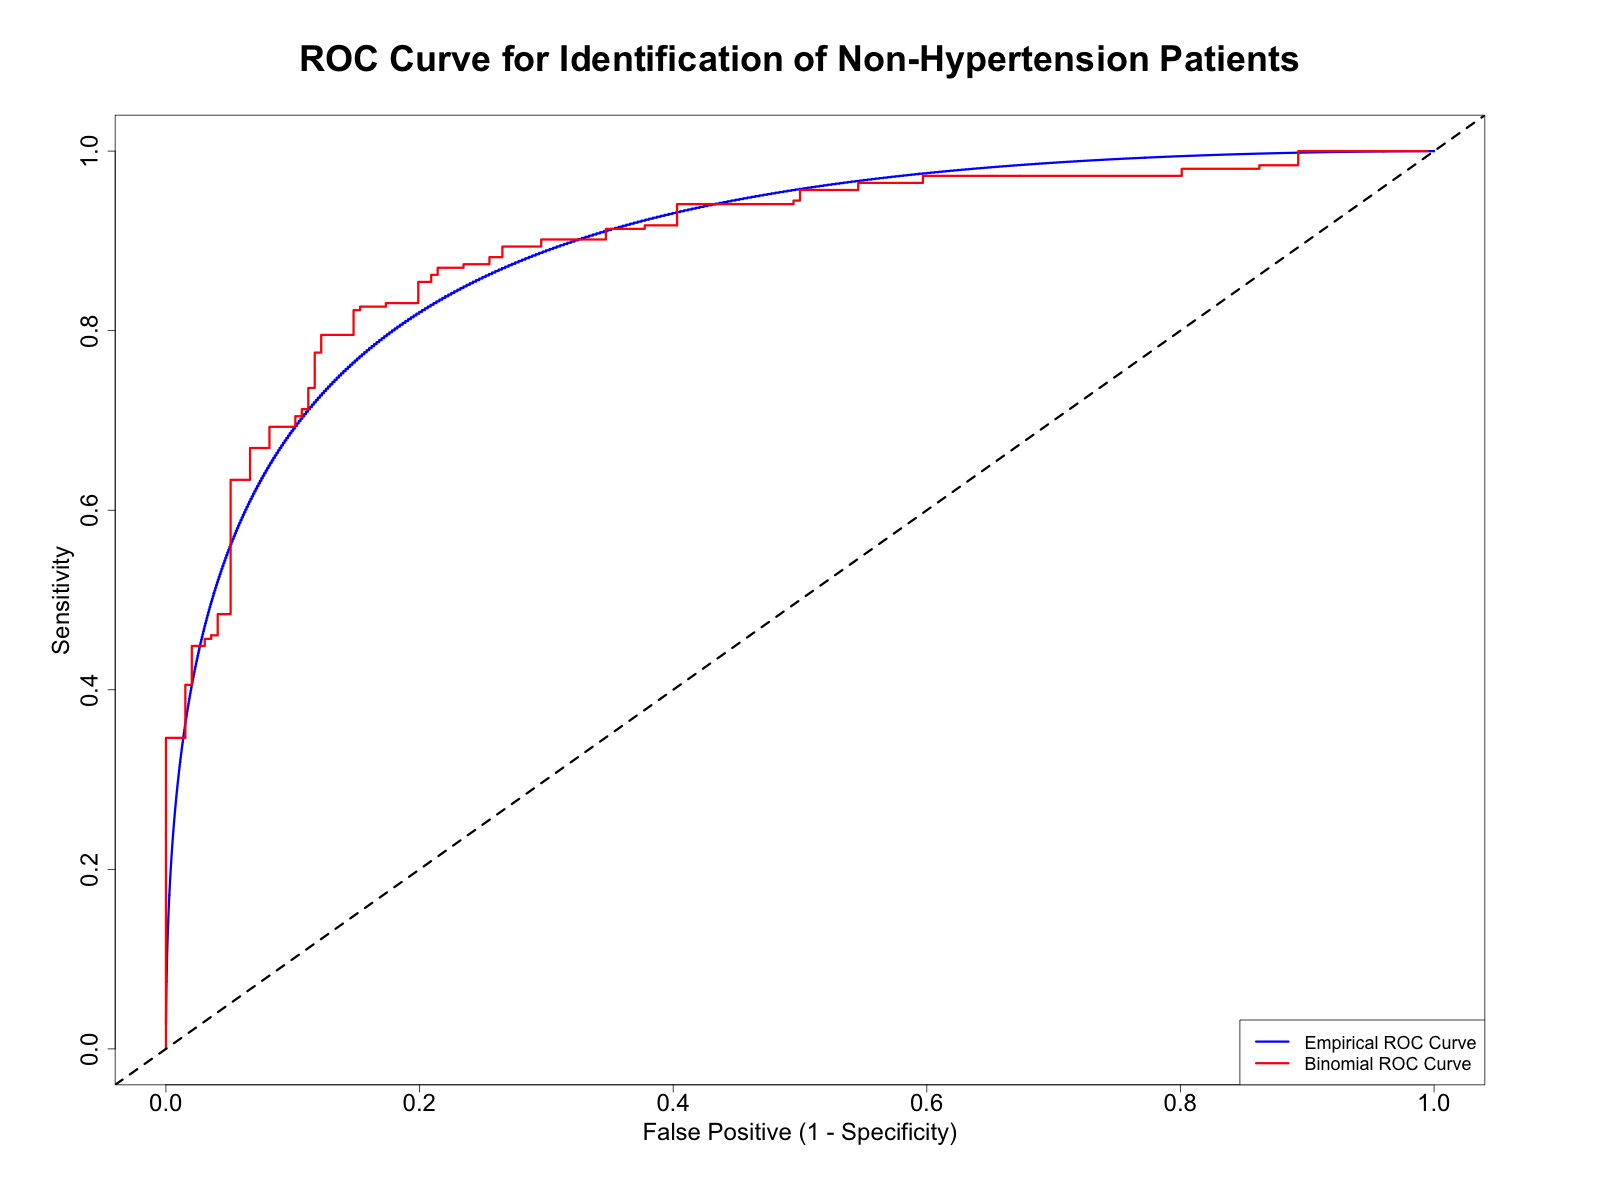 ROC Curve for Identification of Non-Hypertension Patients
Sensitivity
1.0
0.8
0.6
0.4
0.2
0.0
0.0 0.2 0.4 0.6 0.8 1.0
False Positive (1 - Specificity)
Empirical ROC Curve
Binomial ROC Curve